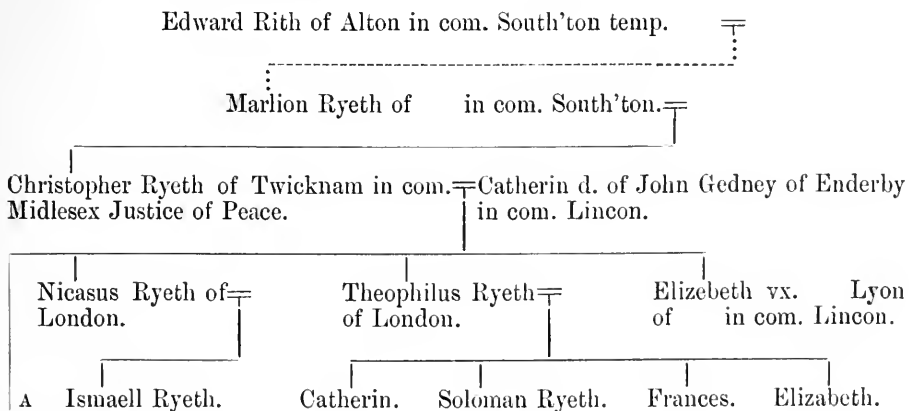 Edward Rith of Alton in com. South'ton temp.
Marlion Ryeth of in com. South'ton.
Christopher Ryeth of Twicknam in com. Catherin d. of John Gedney of Enderby
Midlesex Justice of Peace. in com. Lincon.
Nicasus Ryeth of Theophilus Ryeth Elizebeth vx. Lyon
London. of London. of in com. Lincon.
A Ismaell Ryeth. Catherin. Soloman Ryeth. Frances. Elizabeth.